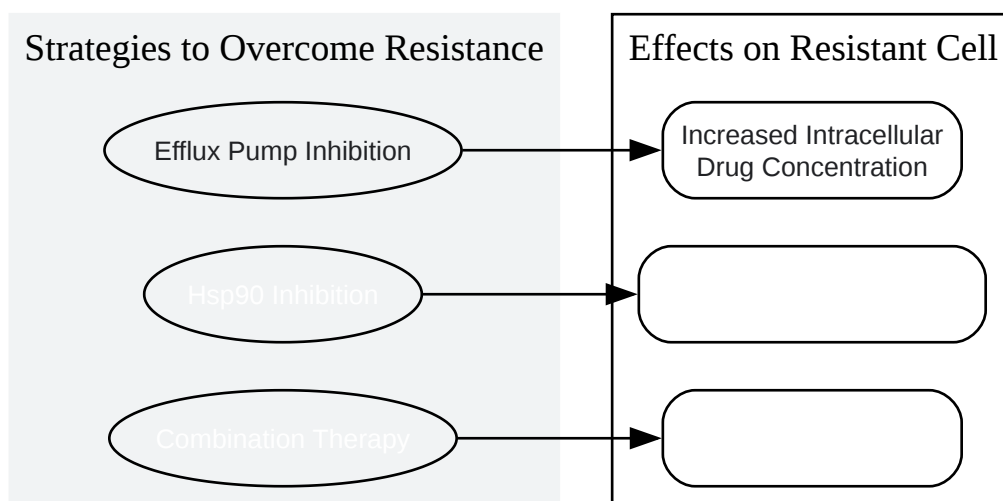 Strategies to Overcome Resistance
Effects on Resistant Cell
Efflux Pump Inhibition
Increased Intracellular
Drug Concentration
Hsp90 Inhibition
Combination Therapy